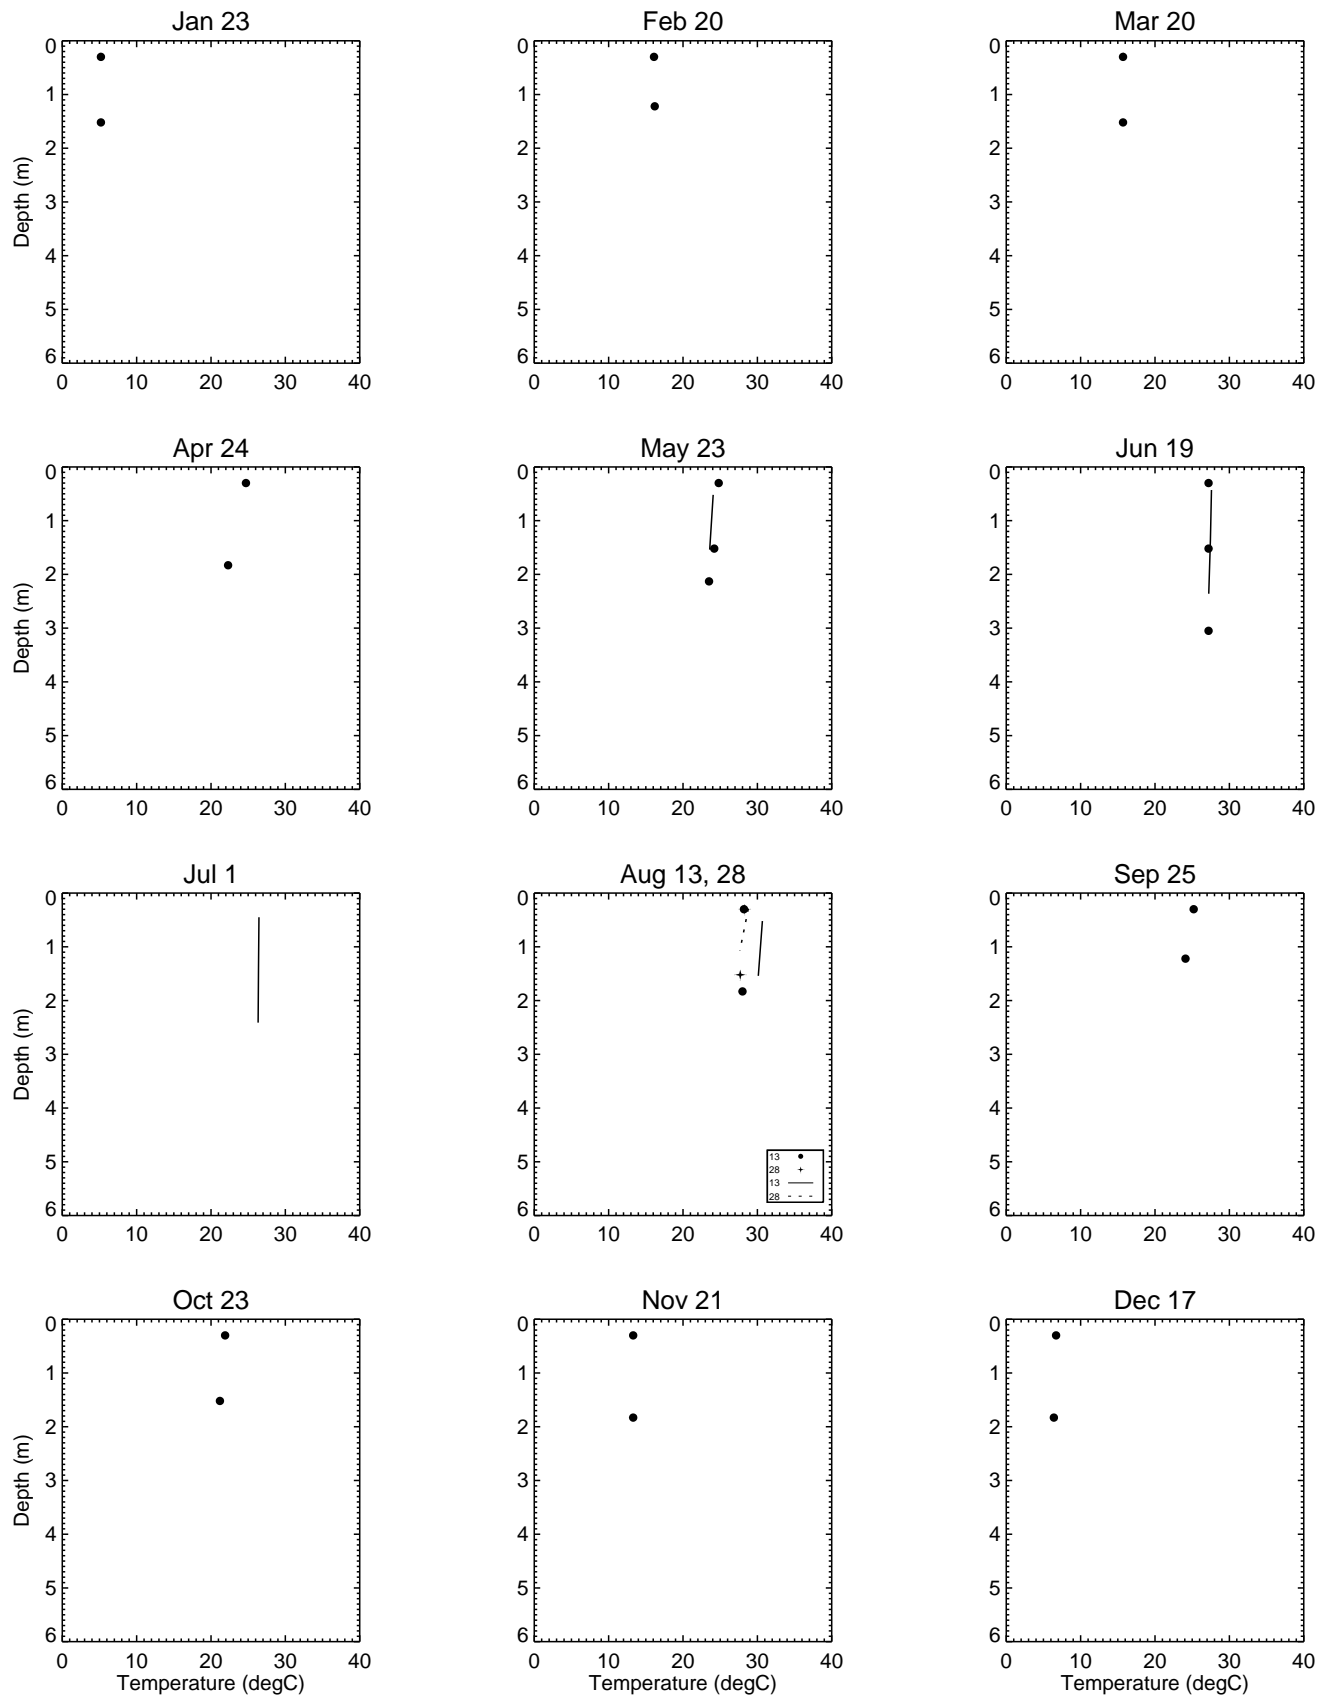 Jan 23
Feb 20
Mar 20
0 0 0
1 1 1
2 2 2
Depth (m)
3 3 3
4 4 4
5 5 5
6 6 6
0 10 20 30 40
0 10 20 30 40
0 10 20 30 40
Apr 24
May 23
Jun 19
0 0 0
1 1 1
2 2 2
Depth (m)
3 3 3
4 4 4
5 5 5
6 6 6
0 10 20 30 40
0 10 20 30 40
0 10 20 30 40
Jul 1
Aug 13, 28
Sep 25
0 0 0
1 1 1
2 2 2
Depth (m)
3 3 3
4 4 4
5 5 5
13
28
13
28
6 6 6
0 10 20 30 40
0 10 20 30 40
0 10 20 30 40
Oct 23
Nov 21
Dec 17
0 0 0
1 1 1
2 2 2
Depth (m)
3 3 3
4 4 4
5 5 5
6 6 6
0 10 20 30 40
0 10 20 30 40
0 10 20 30 40
Temperature (degC)
Temperature (degC)
Temperature (degC)